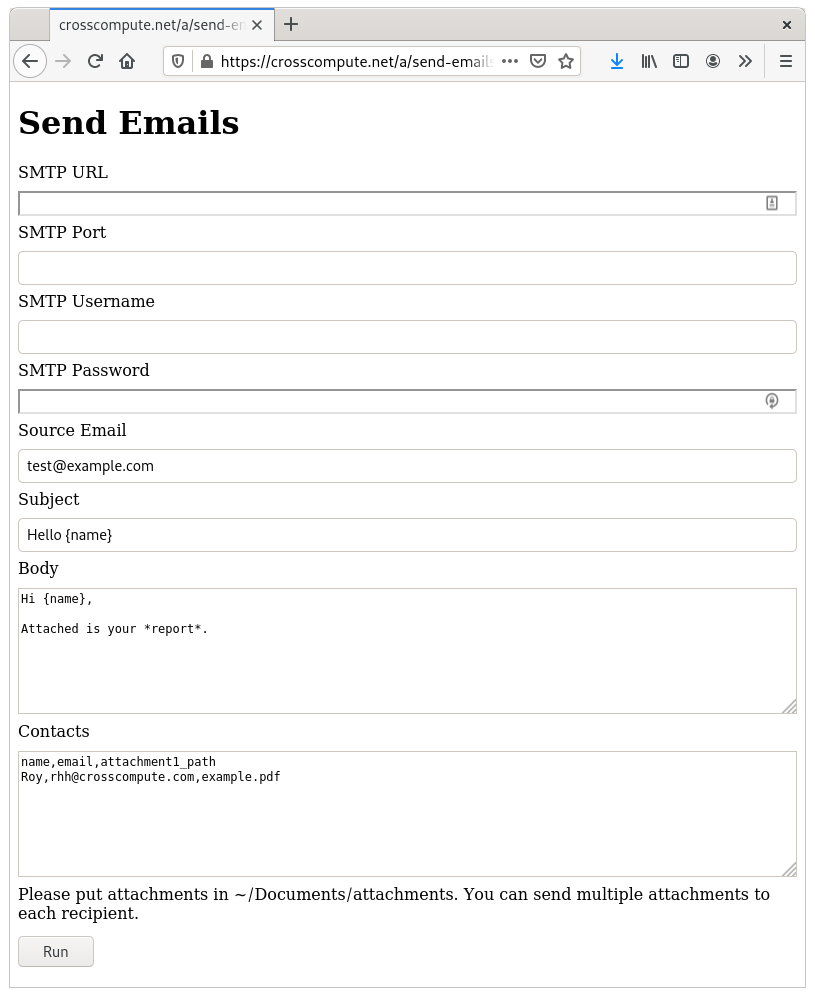 crosscompute.net/a/send-en
https://crosscompute.net/a/send-emails
Send Emails
SMTP URL
SMTP Port
SMTP Username
SMTP Password
Source Email
test@example.com
Subject
Hello {name}
Body
Hi {name},
Attached is your *report*.
Contacts
name,email,attachment1_path
Roy,rhh@crosscompute.com,example.pdf
Please put attachments in ~/Documents/attachments. You can send multiple attachments to
each recipient.
Run